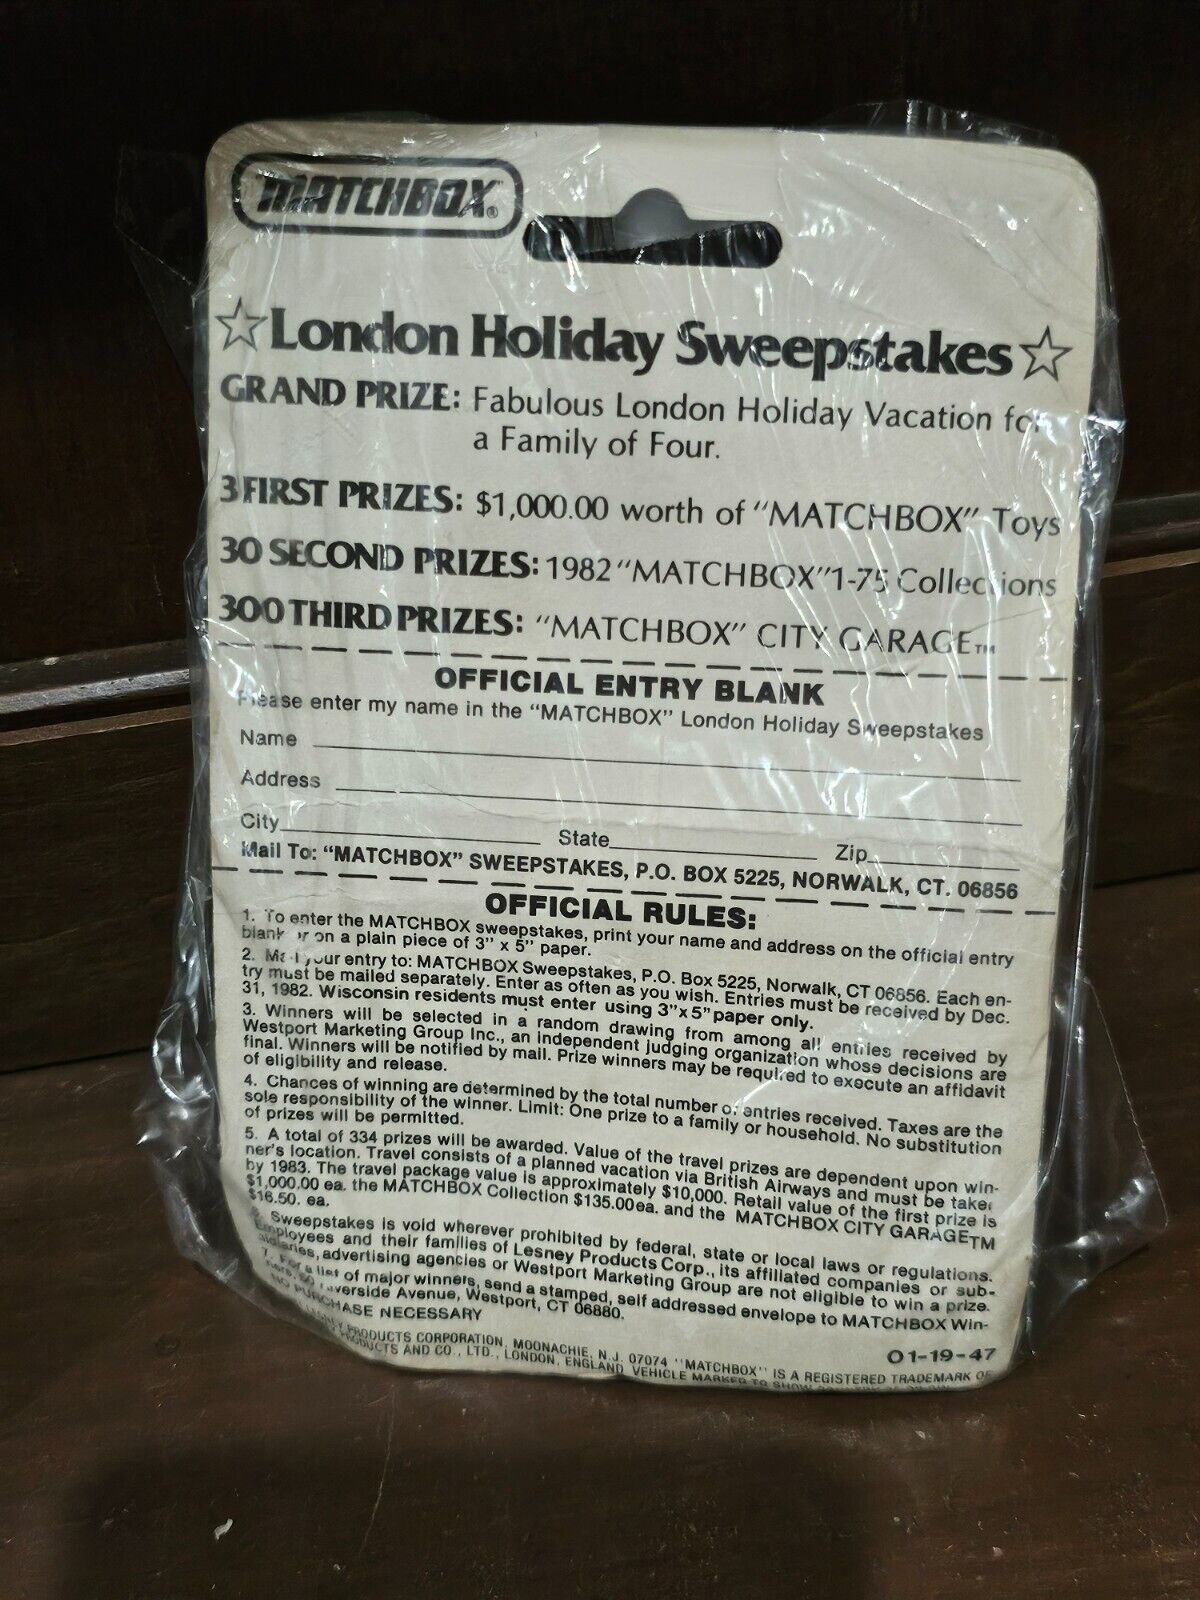 MATCHBOX®
London Holiday Sweepstakes
GRAND PRIZE: Fabulous London Holiday Vacation for
a Family of Four.
3 FIRST PRIZES: $1,000.00 worth of "MATCHBOX" Toys
30 SECOND PRIZES: 1982 "MATCHBOX" 1-75 Collections
300 THIRD PRIZES: "MATCHBOX" CITY GARAGE™
OFFICIAL ENTRY BLANK
Please enter my name in the "MATCHBOX" London Holiday Sweepstakes
Name
Address
City State Zip
Mail To: "MATCHBOX" SWEEPSTAKES, P.O. BOX 5225, NORWALK, CT. 06856
OFFICIAL RULES:
1. To enter the MATCHBOX sweepstakes, print your name and address on the official entry
blank or on a plain piece of 3" x 5" paper.
2. Mail your entry to: MATCHBOX Sweepstakes, P.O. Box 5225, Norwalk, CT 06856. Each en-
try must be mailed separately. Enter as often as you wish. Entries must be received by Dec.
31, 1982. Wisconsin residents must enter using 3"x 5" paper only.
3. Winners will be selected in a random drawing from among all entries received by
Westport Marketing Group Inc., an independent judging organization whose decisions are
final. Winners will be notified by mail. Prize winners may be required to execute an affidavit
of eligibility and release.
4. Chances of winning are determined by the total number of entries received. Taxes are the
sole responsibility of the winner. Limit: One prize to a family or household. No substitution
of prizes will be permitted.
5. A total of 334 prizes will be awarded. Value of the travel prizes are dependent upon win-
ner's location. Travel consists of a planned vacation via British Airways and must be taken
by 1983. The travel package value is approximately $10,000. Retail value of the first prize is
$1,000.00 ea. the MATCHBOX Collection $135.00 ea. and the MATCHBOX CITY GARAGE™
$16.50. ea.
Sweepstakes is void wherever prohibited by federal, state or local laws or regulations.
Employees and their families of Lesney Products Corp., its affiliated companies or sub-
sidiaries, advertising agencies or Westport Marketing Group are not eligible to win a prize.
7. For a list of major winners, send a stamped, self addressed envelope to MATCHBOX Win-
Riverside Avenue, Westport, CT 06880.
NO PURCHASE NECESSARY
01-19-47
PRODUCTS CORPORATION, MOONACHIE, N.J. 07074 "MATCHBOX" IS A REGISTERED TRADEMARK OF
PRODUCTS AND CO., LTD., LONDON, ENGLAND VEHICLE MARKED TO SHOW